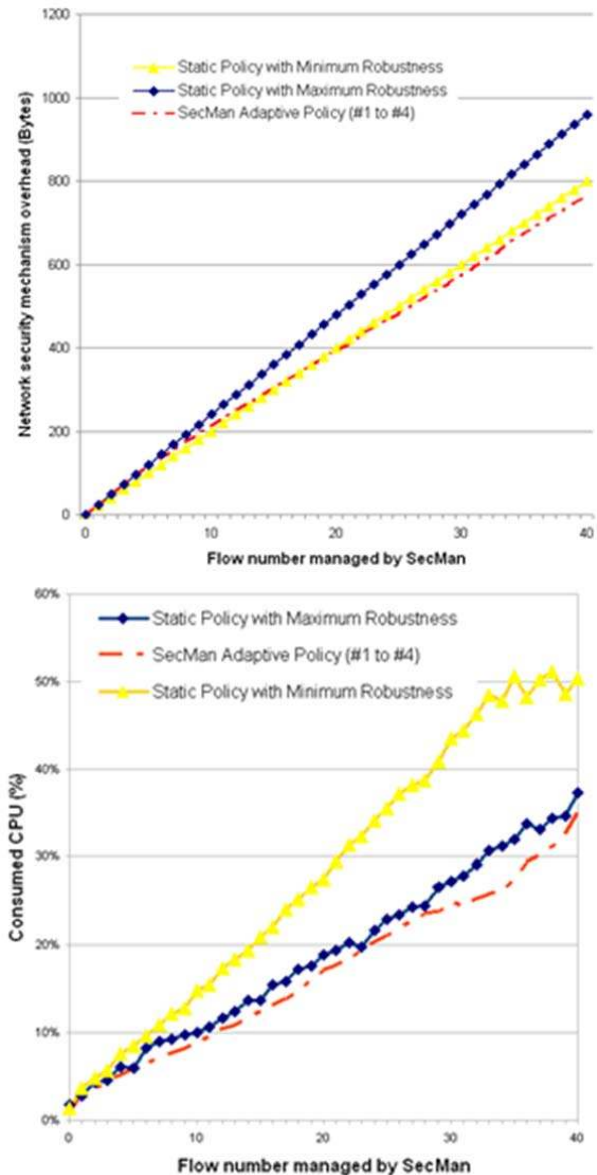 1200
1000
800
600
400
200
0
Network security mechanism overhead (Bytes)
Static Policy with Minimum Robustness
Static Policy with Maximum Robustness
SecMan Adaptive Policy (#1 to #4)
0 10 20 30 40
Flow number managed by SecMan
60%
50%
40%
30%
20%
10%
0%
Consumed CPU (%)
Static Policy with Maximum Robustness
SecMan Adaptive Policy (#1 to #4)
Static Policy with Minimum Robustness
0 10 20 30 40
Flow number managed by SecMan